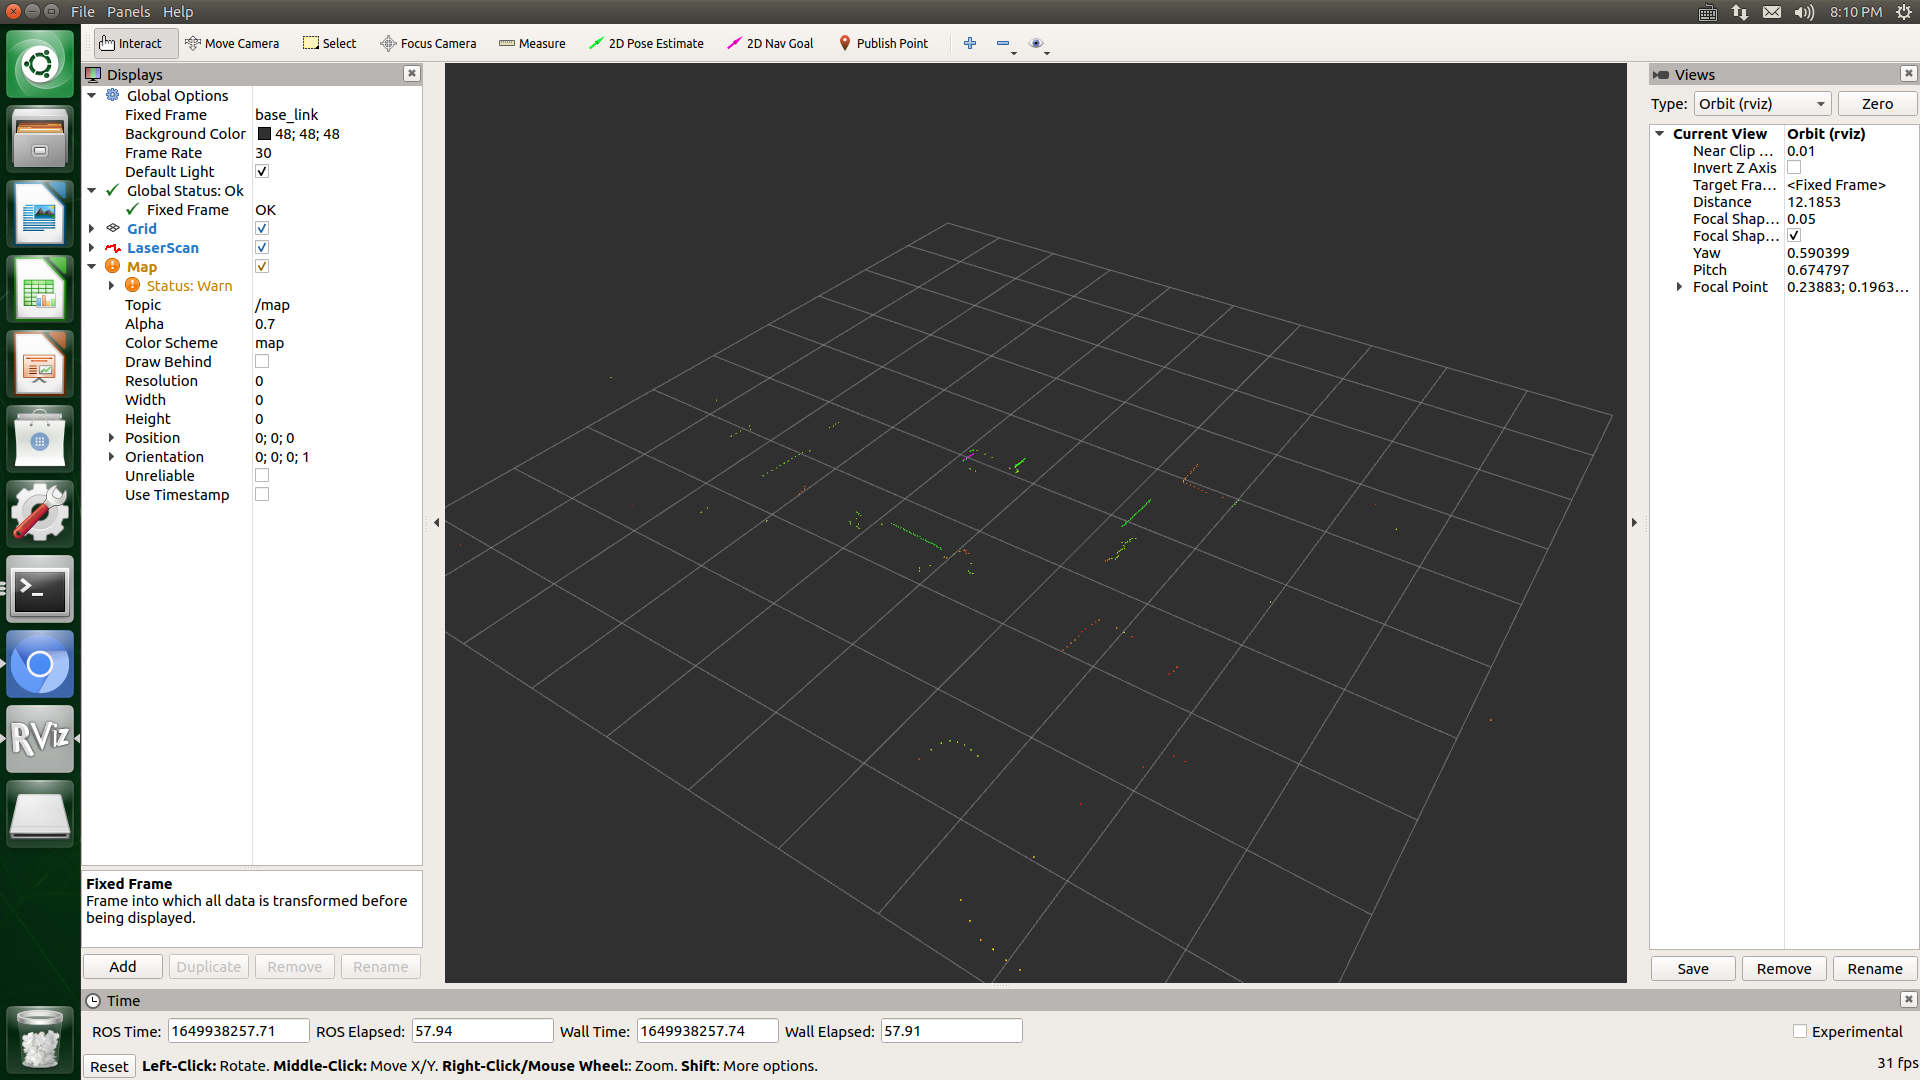 File Panels Help 8:10 PM
Interact Move Camera Select Focus Camera Measure 2D Pose Estimate 2D Nav Goal Publish Point
Displays
Global Options
Fixed Frame base_link
Background Color 48; 48; 48
Frame Rate 30
Default Light
Global Status: Ok
Fixed Frame OK
Grid
LaserScan
Map
Status: Warn
Topic /map
Alpha 0.7
Color Scheme map
Draw Behind
Resolution 0
Width 0
Height 0
Position 0; 0; 0
Orientation 0; 0; 0; 1
Unreliable
Use Timestamp
Fixed Frame
Frame into which all data is transformed before
being displayed.
Add Duplicate Remove Rename
Views
Type: Orbit (rviz) Zero
Current View Orbit (rviz)
Near Clip ... 0.01
Invert Z Axis
Target Fra... <Fixed Frame>
Distance 12.1853
Focal Shap... 0.05
Focal Shap...
Yaw 0.590399
Pitch 0.674797
Focal Point 0.23883; 0.1963...
Save Remove Rename
RViz
Time
ROS Time: 1649938257.71 ROS Elapsed: 57.94 Wall Time: 1649938257.74 Wall Elapsed: 57.91 Experimental
Reset Left-Click: Rotate. Middle-Click: Move X/Y. Right-Click/Mouse Wheel:: Zoom. Shift: More options. 31 fps